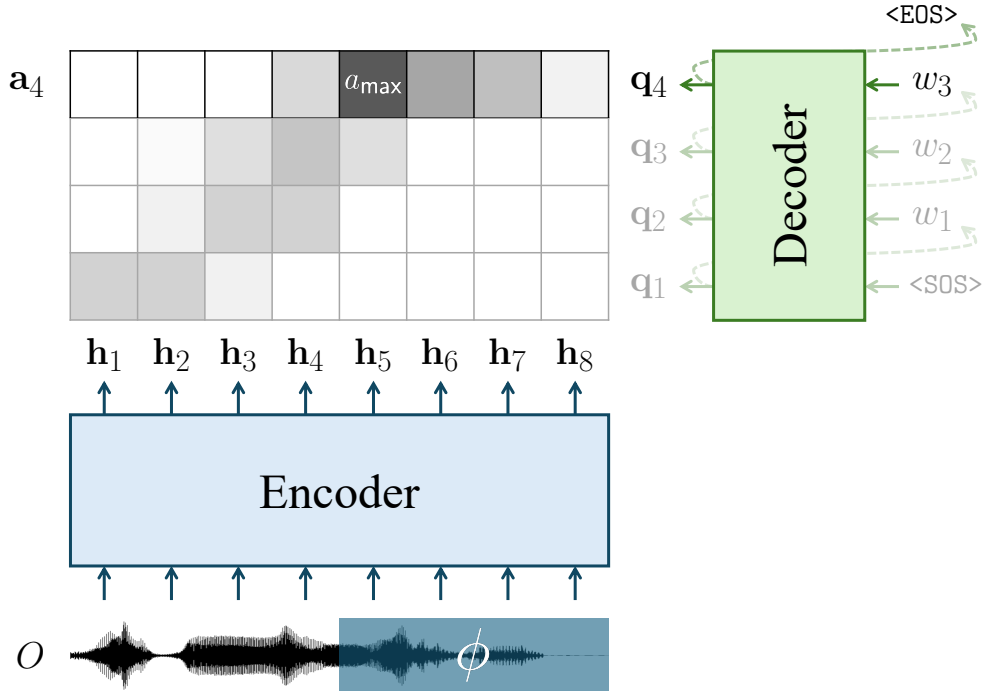 <EOS>
a₄ a_max q₄ w₃
q₃ w₂
q₂ w₁
q₁ <SOS>
Decoder
h₁ h₂ h₃ h₄ h₅ h₆ h₇ h₈
Encoder
O ϕ